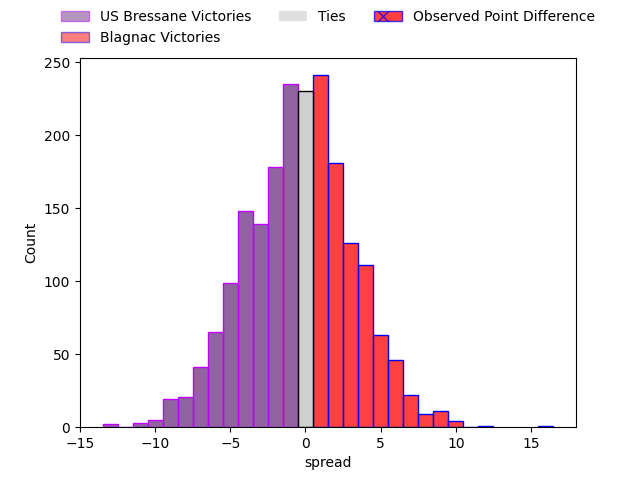 US Bressane Victories
Ties
Observed Point Difference
Blagnac Victories
250
200
150
100
50
0
Count
−15
−10
−5
0
5
10
15
spread